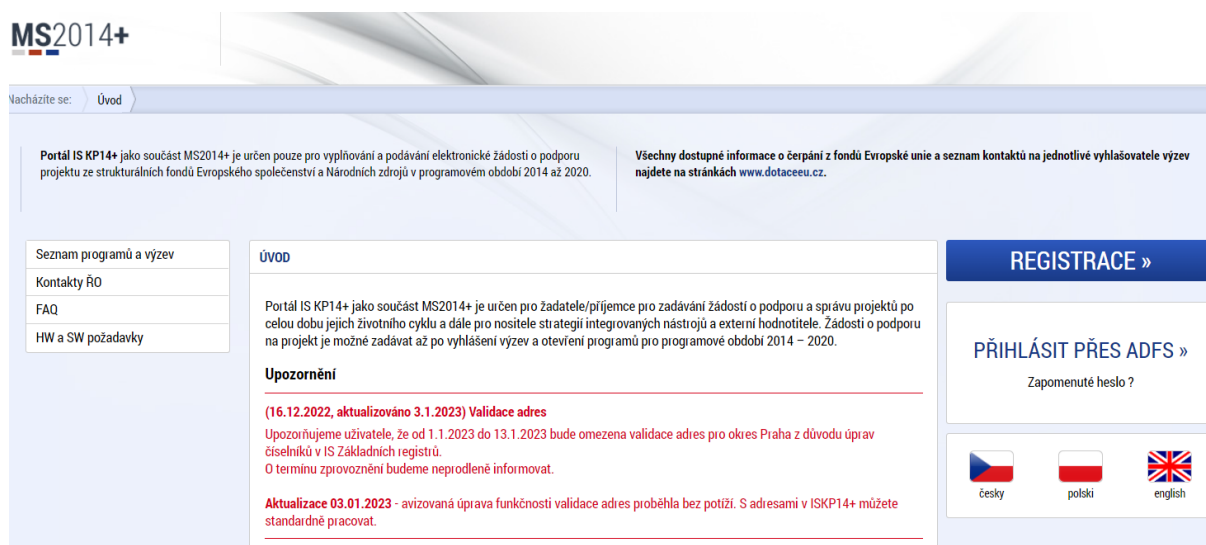 MS2014+
Nacházíte se:
Úvod
Portál IS KP14+ jako součást MS2014+ je určen pouze pro vyplňování a podávání elektronické žádosti o podporu
projektu ze strukturálních fondů Evropského společenství a Národních zdrojů v programovém období 2014 až 2020.
Všechny dostupné informace o čerpání z fondů Evropské unie a seznam kontaktů na jednotlivé vyhlašovatele výzev
najdete na stránkách www.dotaceeu.cz.
Seznam programů a výzev
Kontakty ŘO
FAQ
HW a SW požadavky
ÚVOD
Portál IS KP14+ jako součást MS2014+ je určen pro žadatele/příjemce pro zadávání žádostí o podporu a správu projektů po
celou dobu jejich životního cyklu a dále pro nositele strategií integrovaných nástrojů a externí hodnotitele. Žádosti o podporu
na projekt je možné zadávat až po vyhlášení výzev a otevření programů pro programové období 2014 – 2020.
Upozornění
(16.12.2022, aktualizováno 3.1.2023) Validace adres
Upozorňujeme uživatele, že od 1.1.2023 do 13.1.2023 bude omezena validace adres pro okres Praha z důvodu úprav
číselníků v IS Základních registrů.
O termínu zprovoznění budeme neprodleně informovat.
Aktualizace 03.01.2023 - avizovaná úprava funkčnosti validace adres proběhla bez potíží. S adresami v ISKP14+ můžete
standardně pracovat.
REGISTRACE »
PŘIHLÁSIT PŘES ADFS »
Zapomenuté heslo ?
česky
polski
english